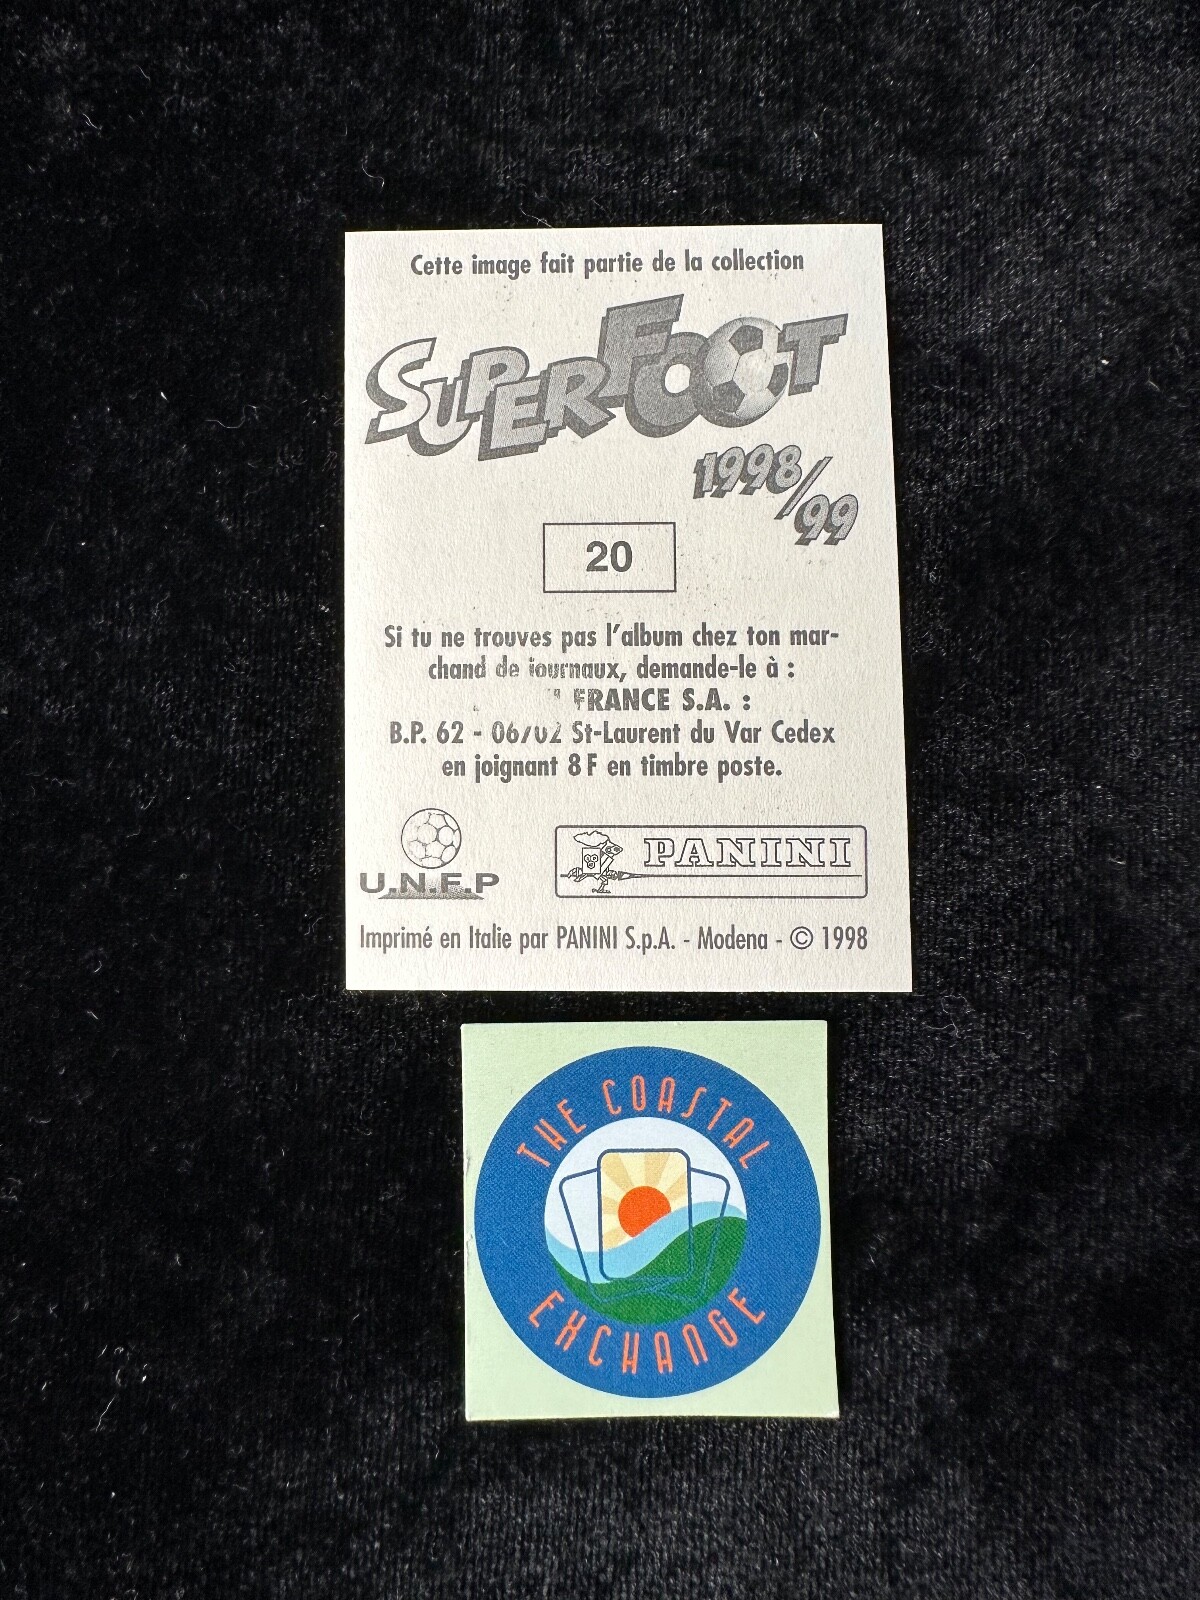 Cette image fait partie de la collection
SUPERFOOT
1998/99
20
Si tu ne trouves pas l'album chez ton mar-
chand de journaux, demande-le à :
FRANCE S.A. :
B.P. 62 - 06702 St-Laurent du Var Cedex
en joignant 8 F en timbre poste.
U.N.F.P
PANINI
Imprimé en Italie par PANINI S.p.A. - Modena - © 1998
THE COASTAL
EXCHANGE